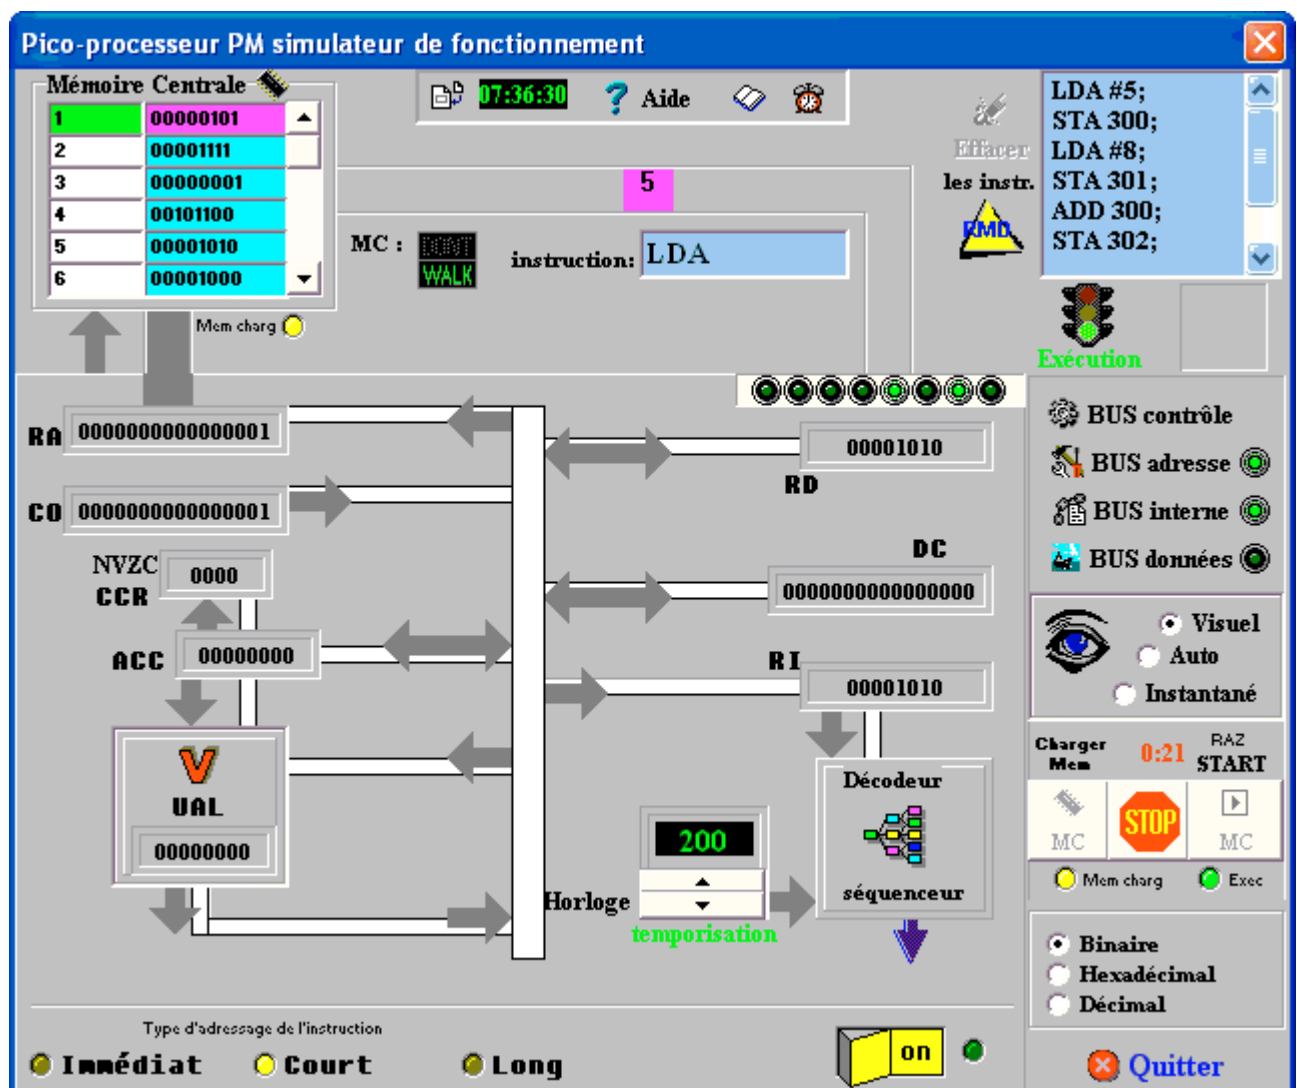 Pico-processeur PM simulateur de fonctionnement
Mémoire Centrale
1 00000101
2 00001111
3 00000001
4 00101100
5 00001010
6 00001000
Mem charg
07:36:30
Aide
5
MC :
DONT
WALK
instruction: LDA
Effacer
les instr.
RMD
LDA #5;
STA 300;
LDA #8;
STA 301;
ADD 300;
STA 302;
Exécution
RA 0000000000000001
CO 0000000000000001
NVZC
CCR
0000
ACC 00000000
UAL
00000000
00001010
RD
DC
0000000000000000
RI
00001010
Décodeur
séquenceur
200
Horloge
temporisation
BUS contrôle
BUS adresse
BUS interne
BUS données
Visuel
Auto
Instantané
Charger
Mem
0:21
RAZ
START
MC
STOP
MC
Mem charg
Exec
Binaire
Hexadécimal
Décimal
Type d'adressage de l'instruction
Immédiat
Court
Long
on
Quitter